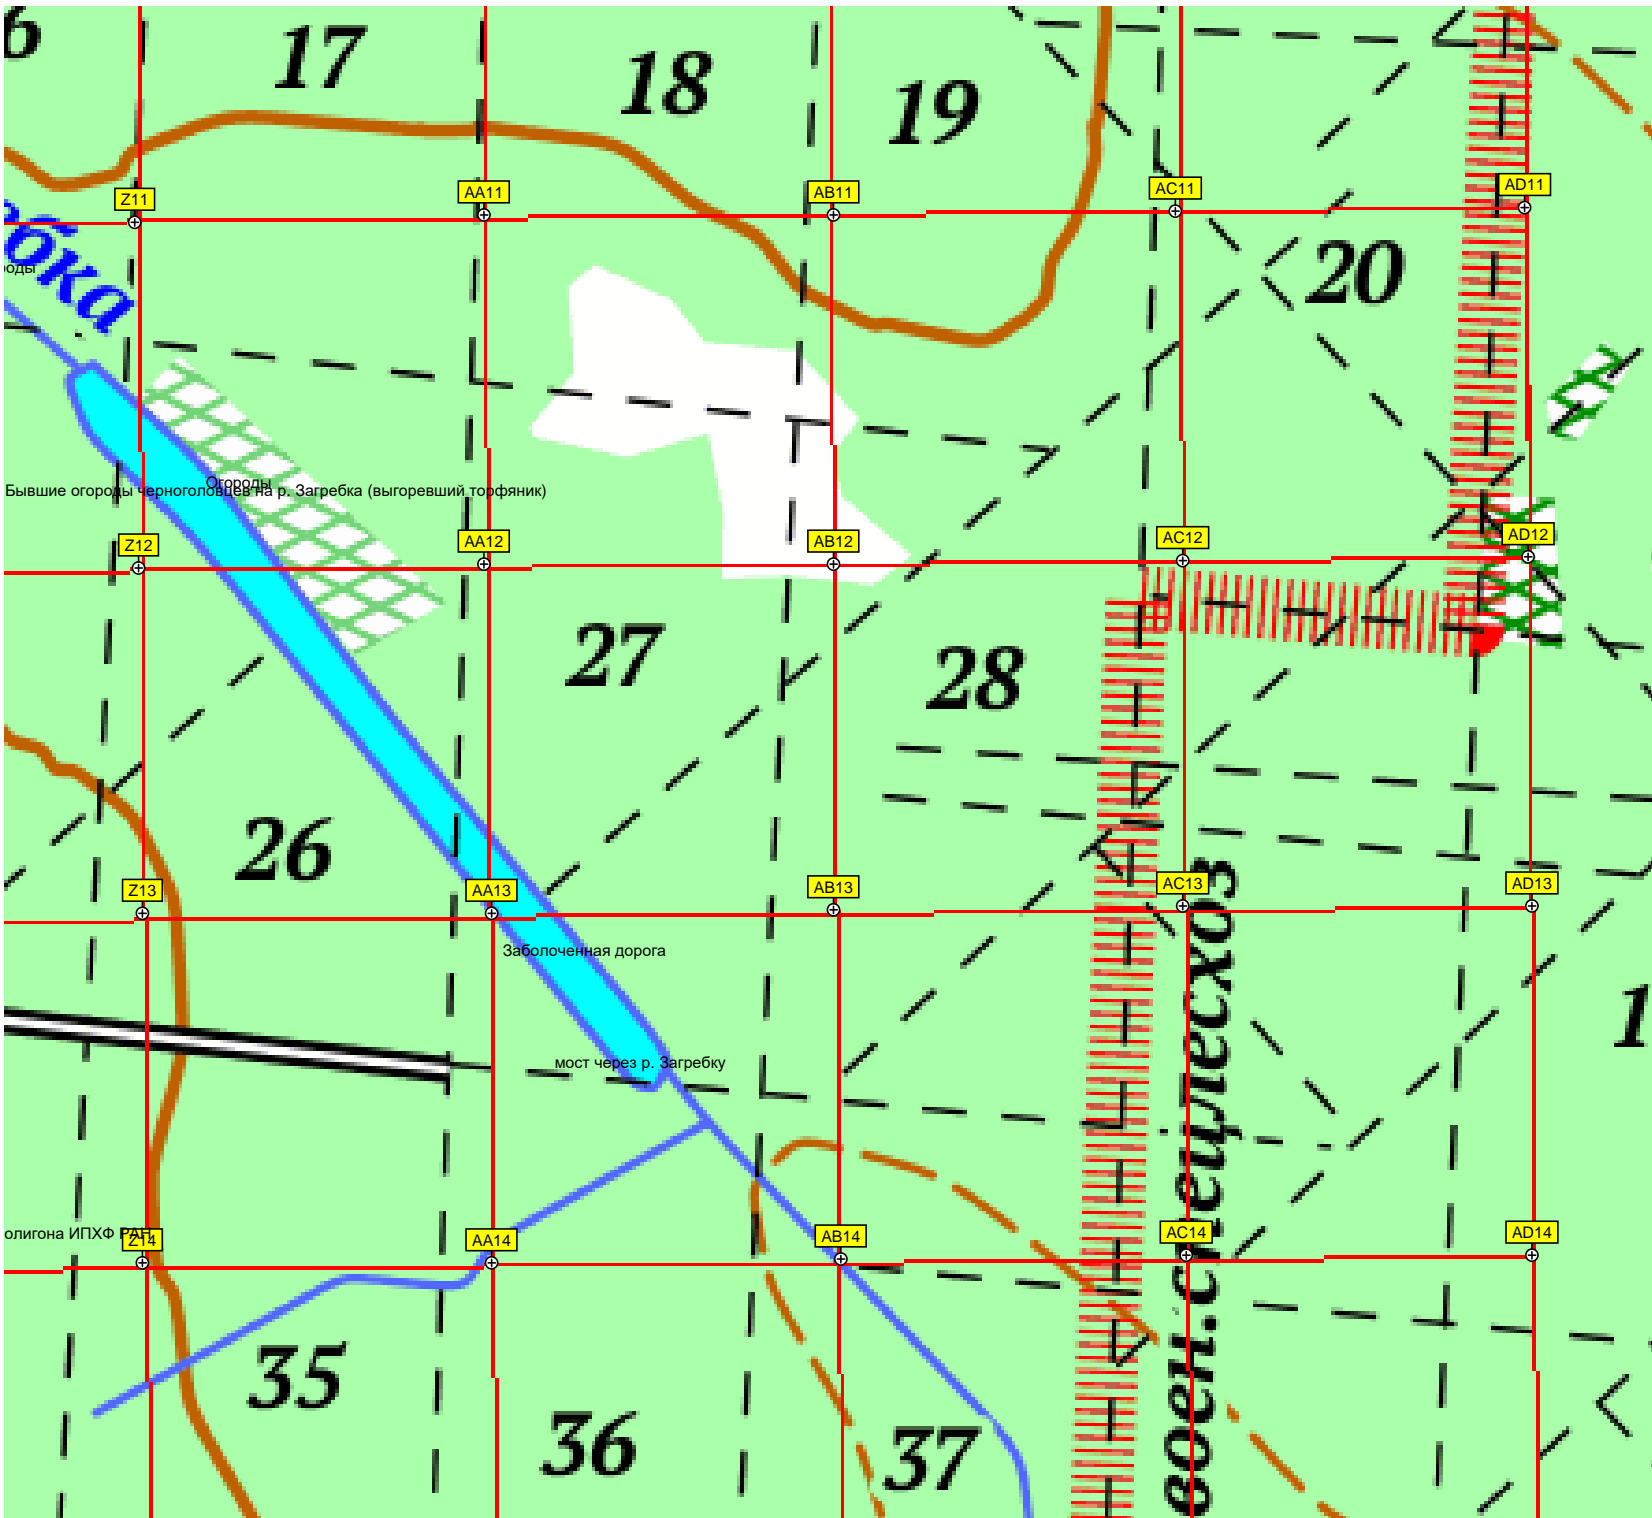 6
17
18
19
Z11
AA11
AB11
AC11
AD11
бка
роды
20
Огороды
Бывшие огороды черноголовцев на р. Загребка (выгоревший торфяник)
Z12
AA12
AB12
AC12
AD12
27
28
26
Z13
AA13
AB13
AC13
AD13
Заболоченная дорога
воен.спецлесхоз
1
мост через р. Загребку
олигона ИПХФ РАН
Z14
AA14
AB14
AC14
AD14
35
36
37